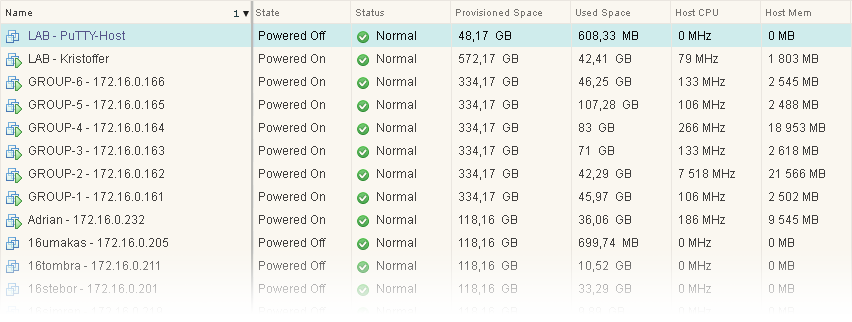 Name 1 State Status Provisioned Space Used Space Host CPU Host Mem
LAB - PuTTY-Host Powered Off Normal 48,17 GB 608,33 MB 0 MHz 0 MB
LAB - Kristoffer Powered On Normal 572,17 GB 42,41 GB 79 MHz 1 803 MB
GROUP-6 - 172.16.0.166 Powered On Normal 334,17 GB 46,25 GB 133 MHz 2 545 MB
GROUP-5 - 172.16.0.165 Powered On Normal 334,17 GB 107,28 GB 106 MHz 2 488 MB
GROUP-4 - 172.16.0.164 Powered On Normal 334,17 GB 83 GB 266 MHz 18 953 MB
GROUP-3 - 172.16.0.163 Powered On Normal 334,17 GB 71 GB 133 MHz 2 618 MB
GROUP-2 - 172.16.0.162 Powered On Normal 334,17 GB 42,29 GB 7 518 MHz 21 566 MB
GROUP-1 - 172.16.0.161 Powered On Normal 334,17 GB 45,97 GB 106 MHz 2 502 MB
Adrian - 172.16.0.232 Powered On Normal 118,16 GB 36,06 GB 186 MHz 9 545 MB
16umakas - 172.16.0.205 Powered Off Normal 118,16 GB 699,74 MB 0 MHz 0 MB
16tombra - 172.16.0.211 Powered Off Normal 118,16 GB 10,52 GB 0 MHz 0 MB
16stebor - 172.16.0.201 Powered Off Normal 118,16 GB 33,29 GB 0 MHz 0 MB